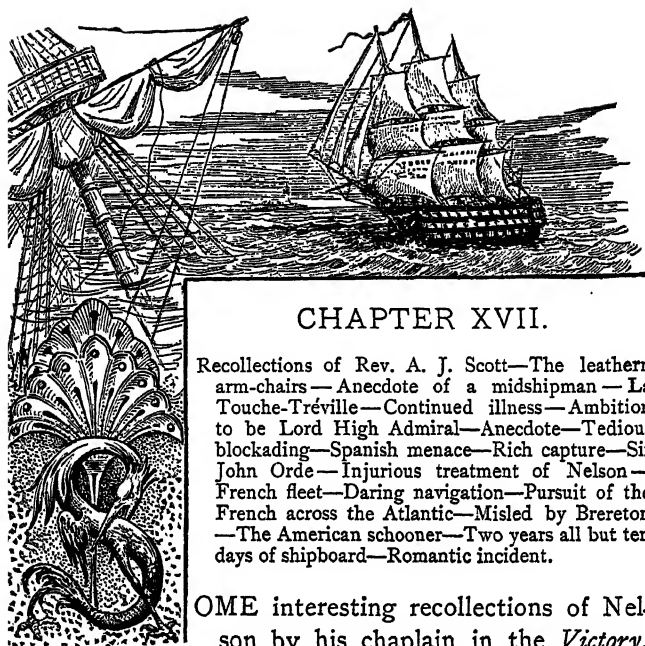 CHAPTER XVII.
Recollections of Rev. A. J. Scott—The leathern
arm-chairs—Anecdote of a midshipman—La
Touche-Tréville—Continued illness—Ambition
to be Lord High Admiral—Anecdote—Tediou
blockading—Spanish menace—Rich capture—Si
John Orde—Injurious treatment of Nelson—
French fleet—Daring navigation—Pursuit of the
French across the Atlantic—Misled by Brereton
—The American schooner—Two years all but ten
days of shipboard—Romantic incident.
SOME interesting recollections of Nel-
son by his chaplain in the Victory,